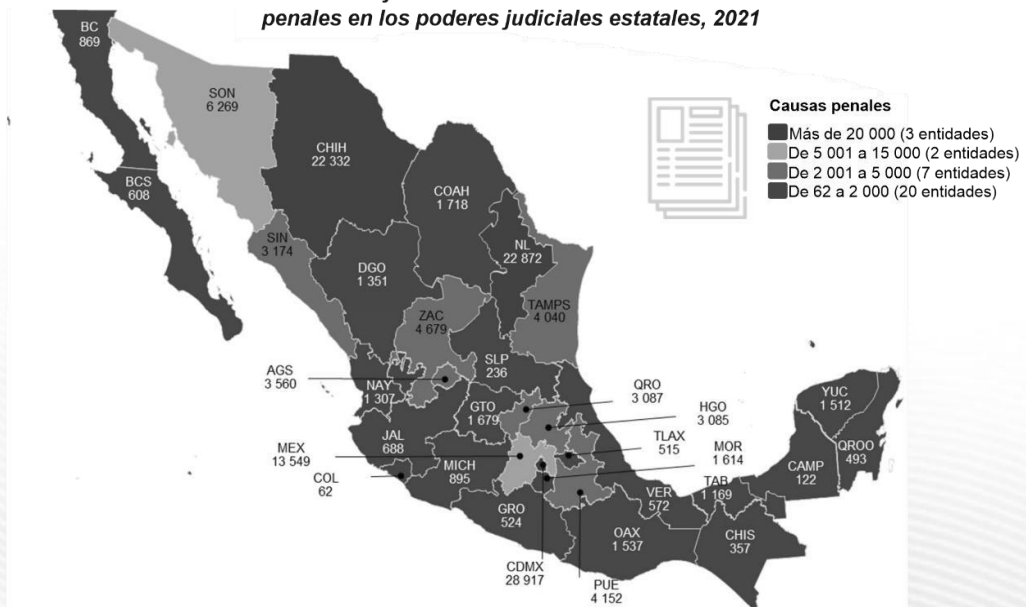 penales en los poderes judiciales estatales, 2021
BC
869
SON
6 269
CHIH
22 332
COAH
1 718
BCS
608
SIN
3 174
DGO
1 351
NL
22 872
TAMPS
4 040
ZAC
4 679
SLP
236
AGS
3 560
NAY
1 307
GTO
1 679
QRO
3 087
HGO
3 085
TLAX
515
MOR
1 614
YUC
1 512
QROO
493
CAMP
122
JAL
688
MEX
13 549
COL
62
MICH
895
GRO
524
VER
572
TAB
1 169
OAX
1 537
CHIS
357
CDMX
28 917
PUE
4 152
Causas penales
Más de 20 000 (3 entidades)
De 5 001 a 15 000 (2 entidades)
De 2 001 a 5 000 (7 entidades)
De 62 a 2 000 (20 entidades)